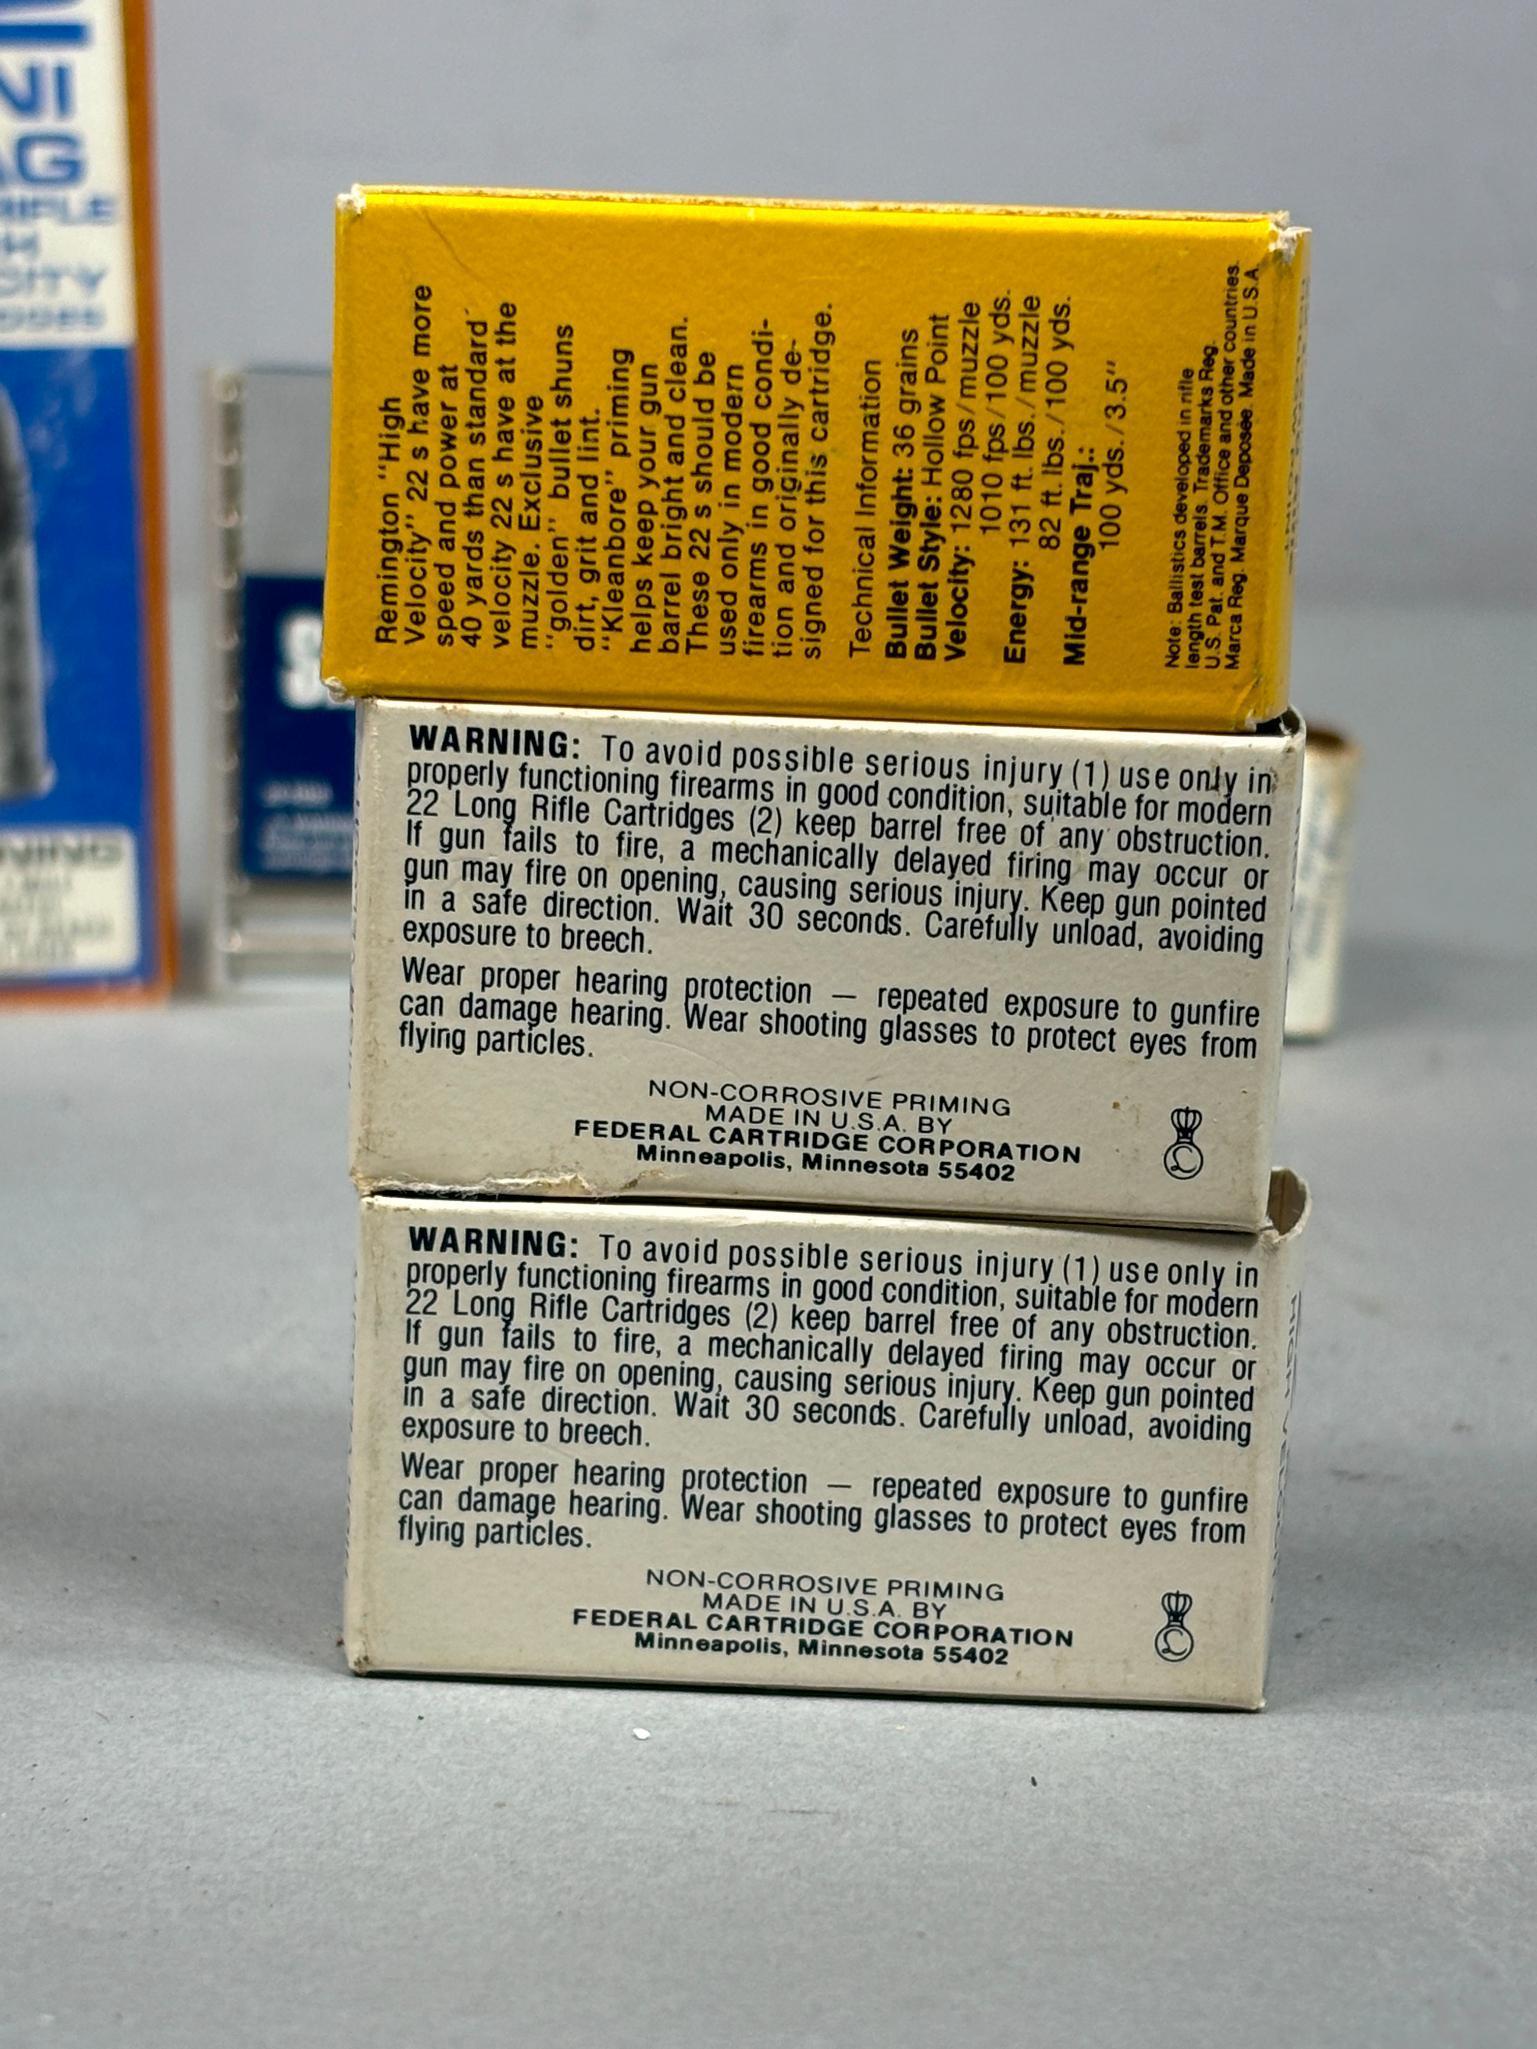 NI
AG
RIFLE
CITY
Remington "High
Velocity" 22 s have more
speed and power at
40 yards than standard
velocity 22 s have at the
muzzle. Exclusive
"golden" bullet shuns
dirt, grit and lint.
"Kleanbore" priming
helps keep your gun
barrel bright and clean.
These 22 s should be
used only in modern
firearms in good condi-
tion and originally de-
signed for this cartridge.
Technical Information
Bullet Weight: 36 grains
Bullet Style: Hollow Point
Velocity: 1280 fps/muzzle
1010 fps/100 yds.
Energy: 131 ft. lbs./muzzle
82 ft. lbs./100 yds.
Mid-range Traj.:
100 yds./3.5"
Note: Ballistics developed in rifle
length test barrels. Trademarks Reg.
U.S. Pat. and T.M. Office and other countries.
Marca Reg. Marque Deposée. Made in U.S.A.
WARNING: To avoid possible serious injury (1) use only in
properly functioning firearms in good condition, suitable for modern
22 Long Rifle Cartridges (2) keep barrel free of any obstruction.
If gun fails to fire, a mechanically delayed firing may occur or
gun may fire on opening, causing serious injury. Keep gun pointed
in a safe direction. Wait 30 seconds. Carefully unload, avoiding
exposure to breech.
Wear proper hearing protection — repeated exposure to gunfire
can damage hearing. Wear shooting glasses to protect eyes from
flying particles.
NON-CORROSIVE PRIMING
MADE IN U.S.A. BY
FEDERAL CARTRIDGE CORPORATION
Minneapolis, Minnesota 55402
WARNING: To avoid possible serious injury (1) use only in
properly functioning firearms in good condition, suitable for modern
22 Long Rifle Cartridges (2) keep barrel free of any obstruction.
If gun fails to fire, a mechanically delayed firing may occur or
gun may fire on opening, causing serious injury. Keep gun pointed
in a safe direction. Wait 30 seconds. Carefully unload, avoiding
exposure to breech.
Wear proper hearing protection — repeated exposure to gunfire
can damage hearing. Wear shooting glasses to protect eyes from
flying particles.
NON-CORROSIVE PRIMING
MADE IN U.S.A. BY
FEDERAL CARTRIDGE CORPORATION
Minneapolis, Minnesota 55402